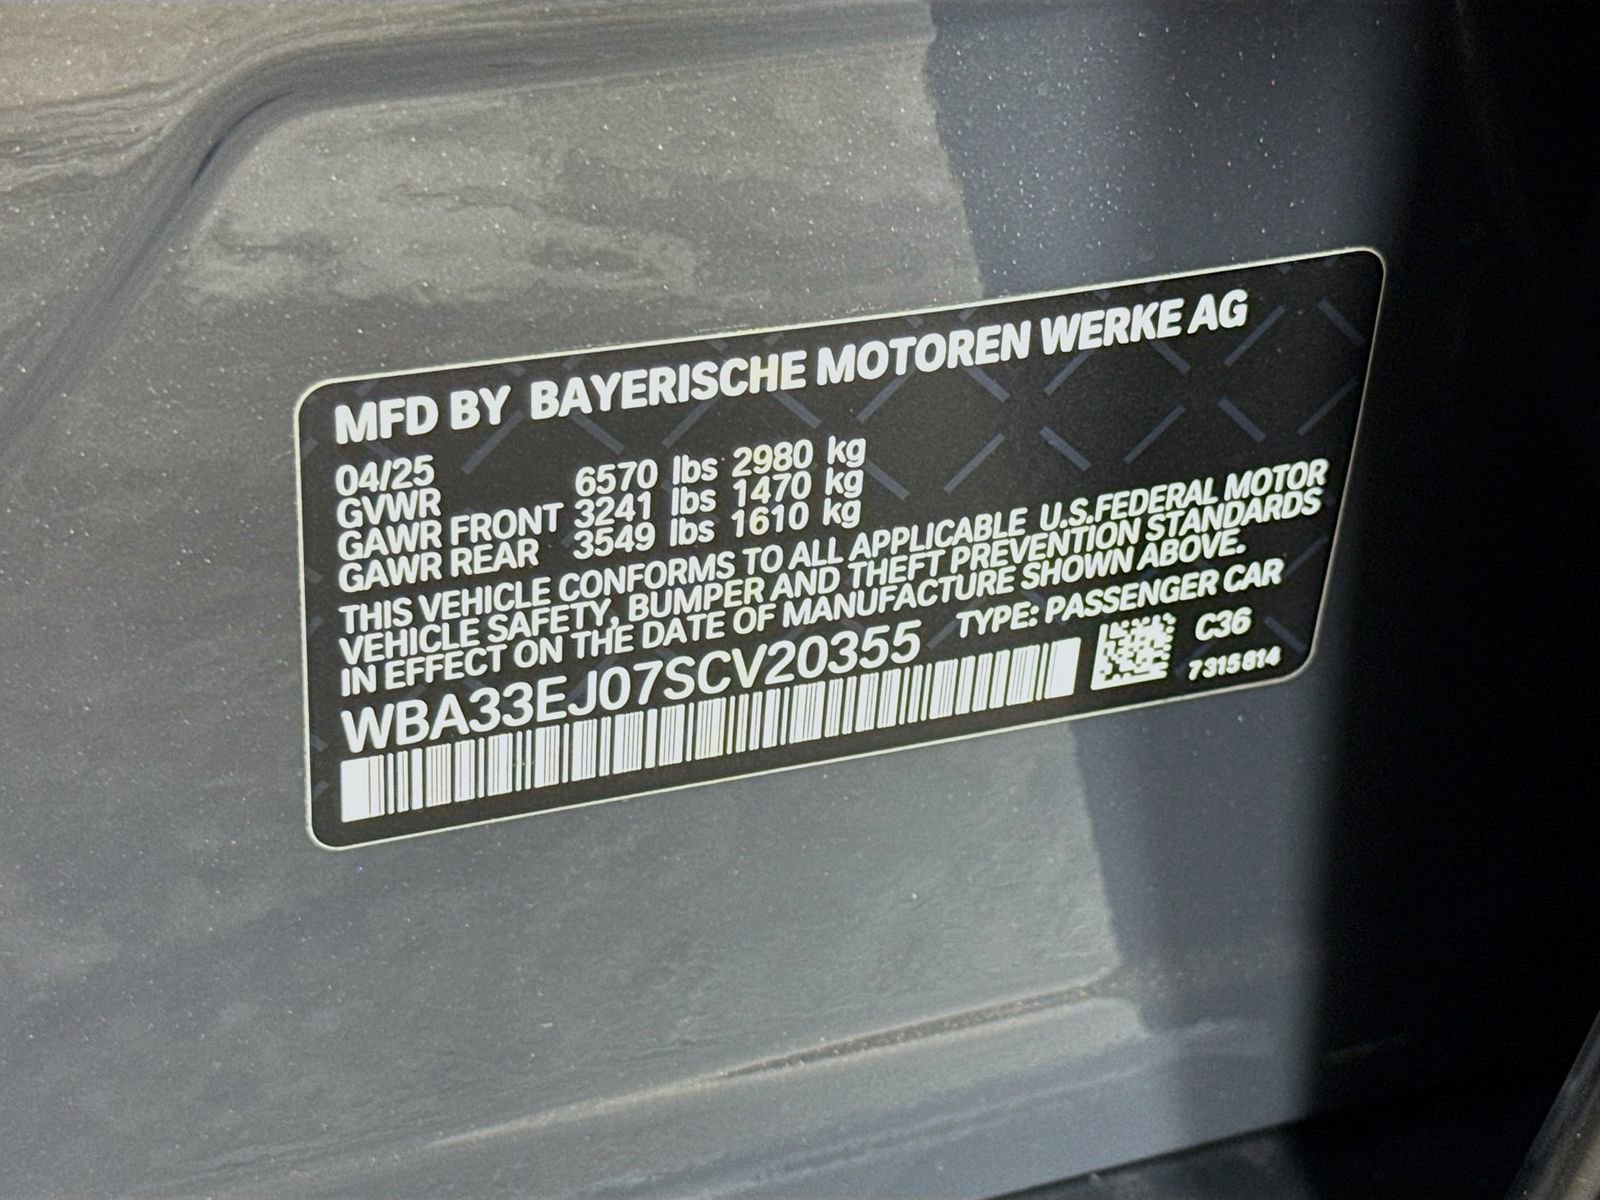 MFD BY BAYERISCHE MOTOREN WERKE AG
04/25
GVWR 6570 lbs 2980 kg
GAWR FRONT 3241 lbs 1470 kg
GAWR REAR 3549 lbs 1610 kg
THIS VEHICLE CONFORMS TO ALL APPLICABLE U.S.FEDERAL MOTOR
VEHICLE SAFETY, BUMPER AND THEFT PREVENTION STANDARDS
IN EFFECT ON THE DATE OF MANUFACTURE SHOWN ABOVE.
WBA33EJ07SCV20355 TYPE: PASSENGER CAR
C36
7315814